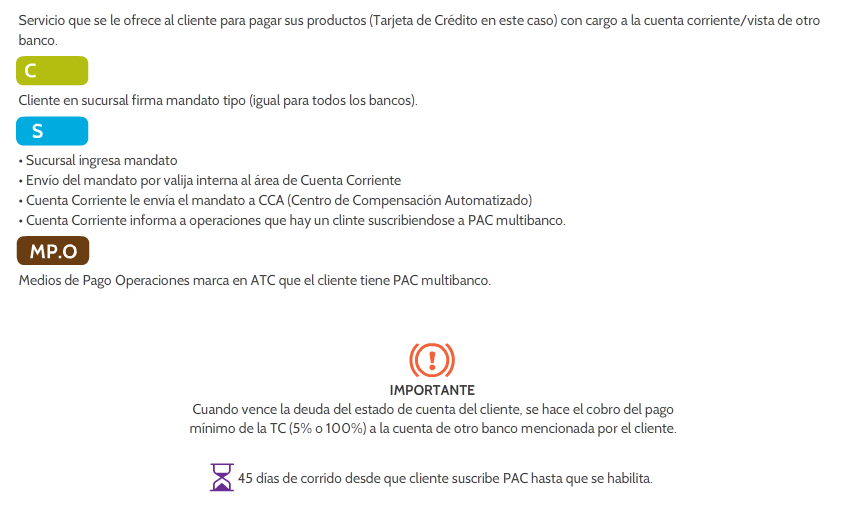 Servicio que se le ofrece al cliente para pagar sus productos (Tarjeta de Crédito en este caso) con cargo a la cuenta corriente/vista de otro
banco.
C
Cliente en sucursal firma mandato tipo (igual para todos los bancos).
S
• Sucursal ingresa mandato
• Envío del mandato por valija interna al área de Cuenta Corriente
• Cuenta Corriente le envía el mandato a CCA (Centro de Compensación Automatizado)
• Cuenta Corriente informa a operaciones que hay un clinte suscribiendose a PAC multibanco.
MP.O
Medios de Pago Operaciones marca en ATC que el cliente tiene PAC multibanco.
IMPORTANTE
Cuando vence la deuda del estado de cuenta del cliente, se hace el cobro del pago
mínimo de la TC (5% o 100%) a la cuenta de otro banco mencionada por el cliente.
45 días de corrido desde que cliente suscribe PAC hasta que se habilita.